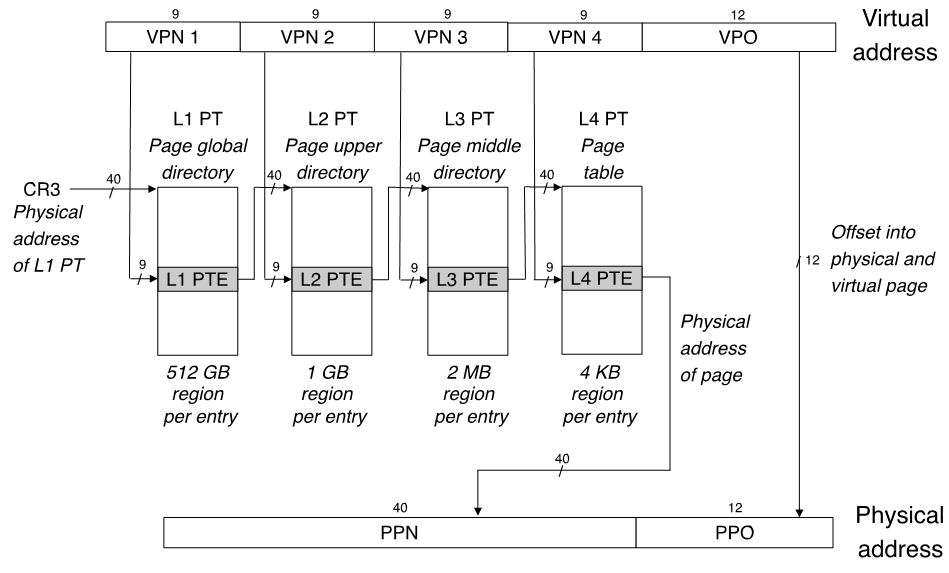 9 9 9 9 12
VPN 1 VPN 2 VPN 3 VPN 4 VPO
Virtual
address
L1 PT L2 PT L3 PT L4 PT
Page global Page upper Page middle Page
directory directory directory table
CR3 40 40 40 40
Physical
address
of L1 PT
9 9 9 9
L1 PTE L2 PTE L3 PTE L4 PTE
12
Offset into
physical and
virtual page
Physical
address
of page
512 GB 1 GB 2 MB 4 KB
region region region region
per entry per entry per entry per entry
40
40 12
PPN PPO
Physical
address